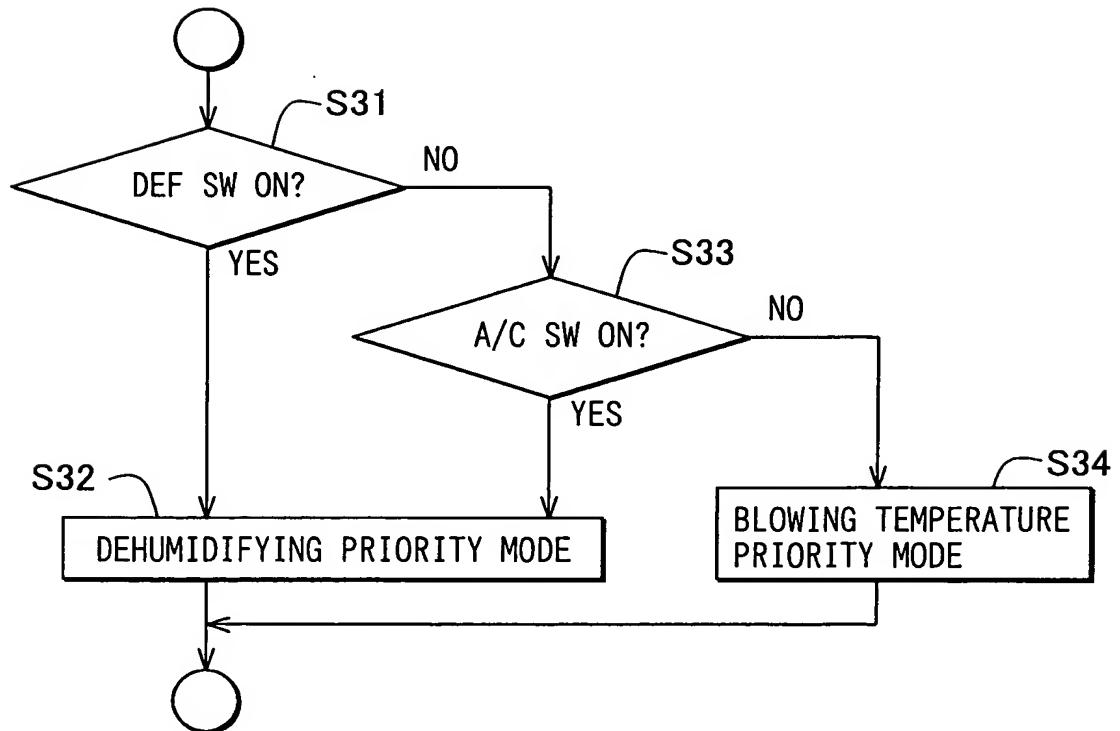 S31
DEF SW ON?
NO
YES
S33
A/C SW ON?
NO
YES
S32
DEHUMIDIFYING PRIORITY MODE
S34
BLOWING TEMPERATURE
PRIORITY MODE